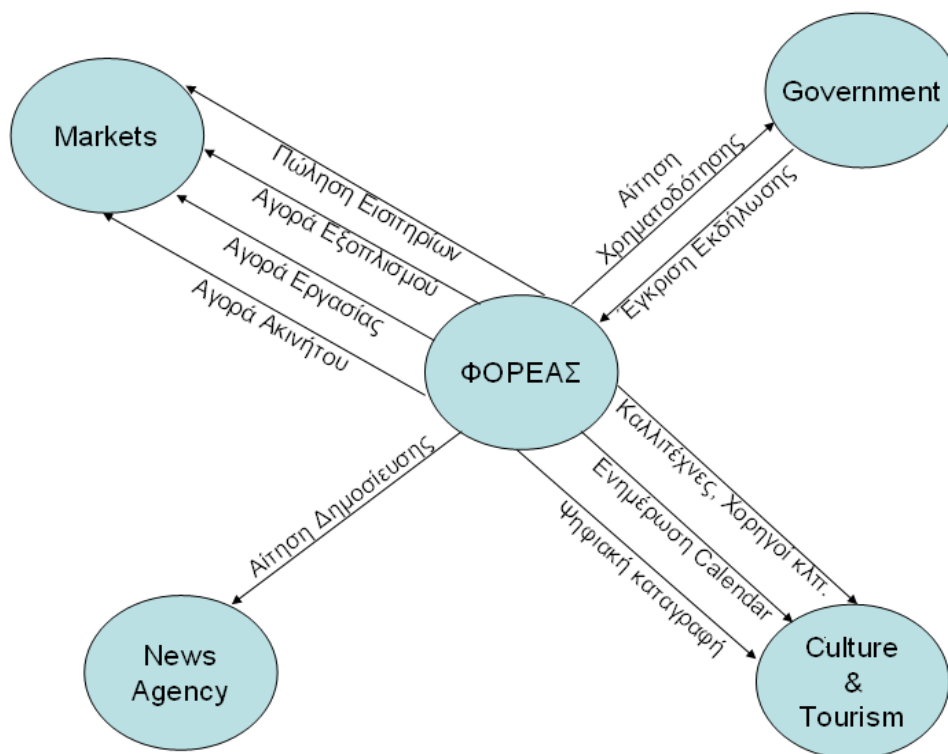 Government
Markets
Πώληση Εισιτηρίων
Αγορά Εξοπλισμού
Αγορά Εργασίας
Αγορά Ακινήτου
Αίτηση
Χρηματοδότησης
Έγκριση Εκδήλωσης
ΦΟΡΕΑΣ
Καλλιτέχνες, Χορηγοί κλπ.
Ενημέρωση Calendar
Ψηφιακή καταγραφή
Αίτηση Δημοσίευσης
News
Agency
Culture
&
Tourism